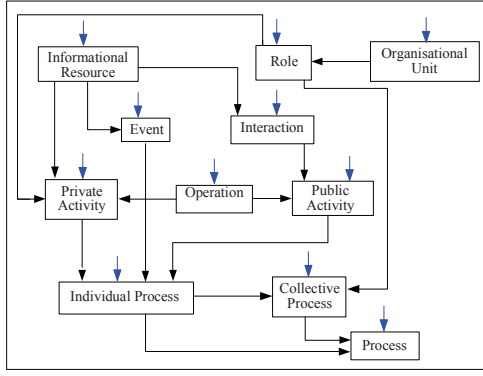 Informational
Resource
Role
Organisational
Unit
Event
Interaction
Private
Activity
Operation
Public
Activity
Individual Process
Collective
Process
Process